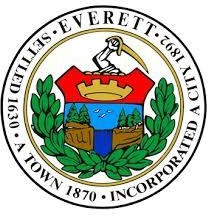 · EVERETT ·
SETTLED 1630 · A TOWN 1870 · INCORPORATED A CITY 1892